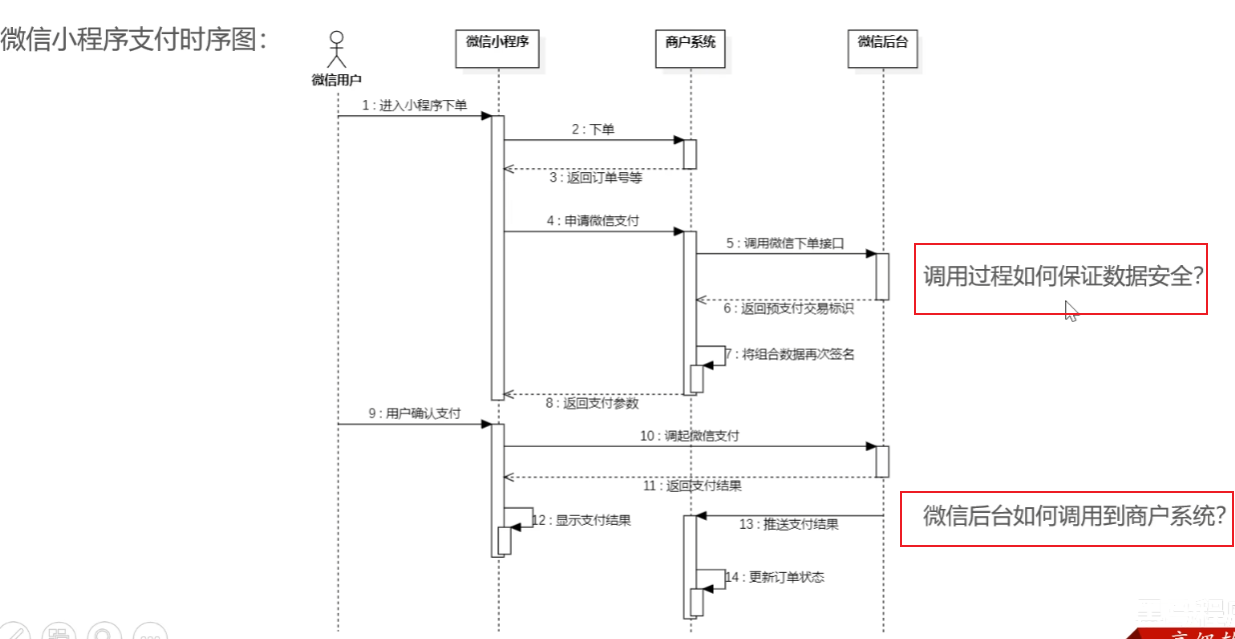 微信小程序支付时序图：
微信小程序
商户系统
微信后台
微信用户
1 : 进入小程序下单
2 : 下单
3 : 返回订单号等
4 : 申请微信支付
5 : 调用微信下单接口
调用过程如何保证数据安全？
6 : 返回预支付交易标识
7 : 将组合数据再次签名
8 : 返回支付参数
9 : 用户确认支付
10 : 调起微信支付
11 : 返回支付结果
12 : 显示支付结果
13 : 推送支付结果
微信后台如何调用到商户系统？
14 : 更新订单状态